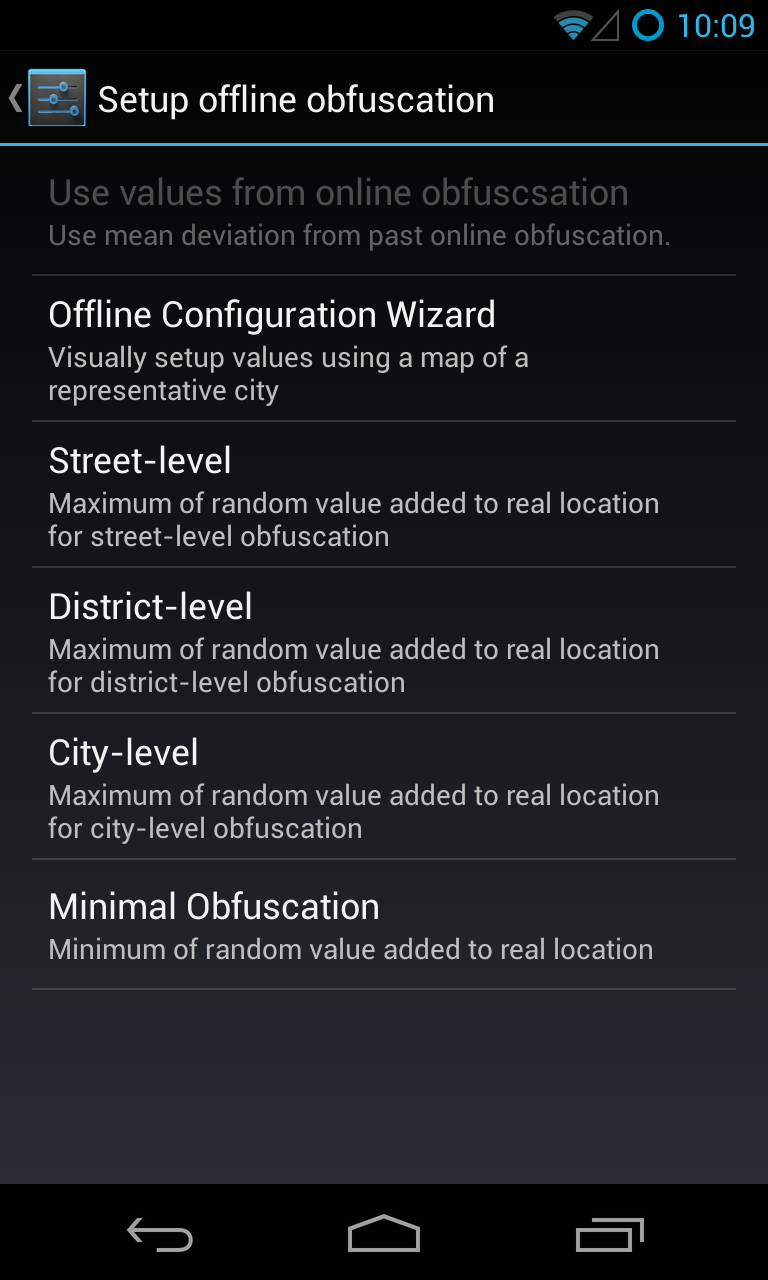 10:09
Setup offline obfuscation
Use values from online obfuscsation
Use mean deviation from past online obfuscation.
Offline Configuration Wizard
Visually setup values using a map of a
representative city
Street-level
Maximum of random value added to real location
for street-level obfuscation
District-level
Maximum of random value added to real location
for district-level obfuscation
City-level
Maximum of random value added to real location
for city-level obfuscation
Minimal Obfuscation
Minimum of random value added to real location